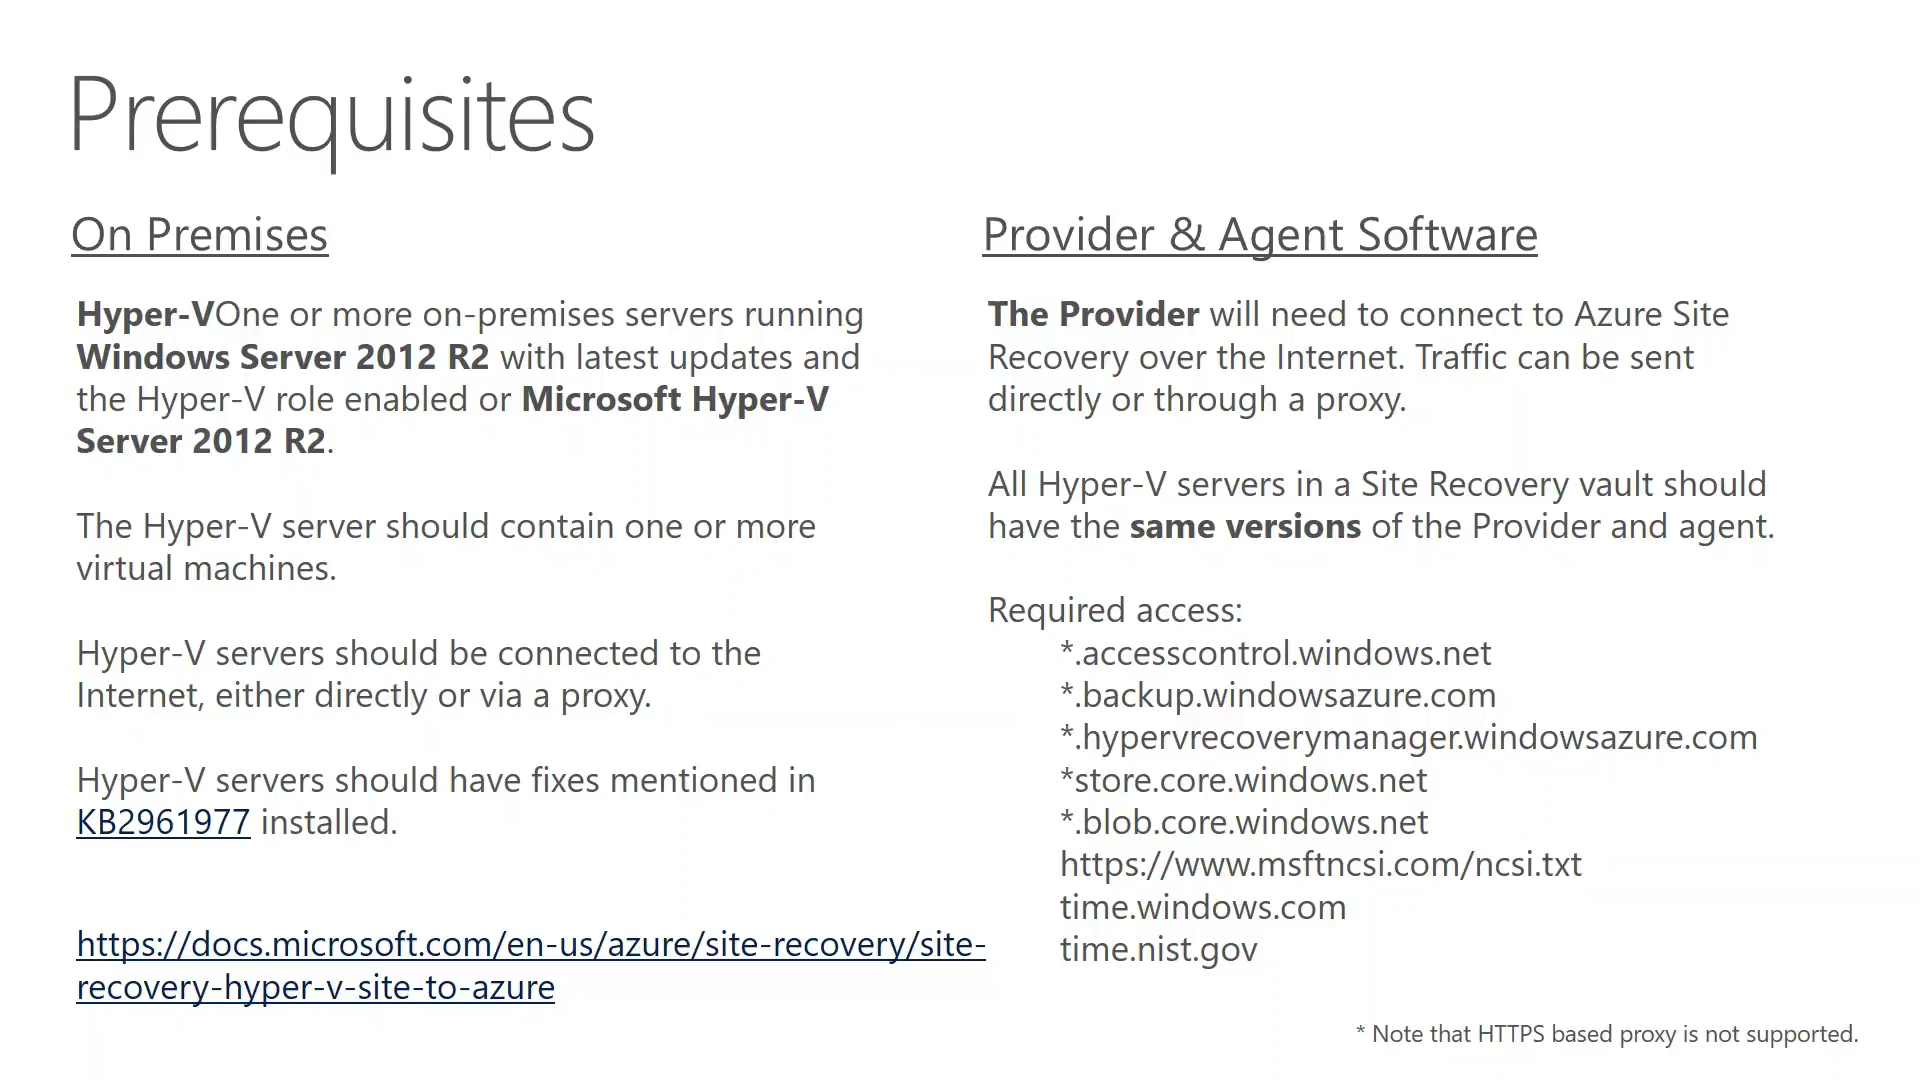 Prerequisites
On Premises
Hyper-VOne or more on-premises servers running
Windows Server 2012 R2 with latest updates and
the Hyper-V role enabled or Microsoft Hyper-V
Server 2012 R2.
The Hyper-V server should contain one or more
virtual machines.
Hyper-V servers should be connected to the
Internet, either directly or via a proxy.
Hyper-V servers should have fixes mentioned in
KB2961977 installed.
https://docs.microsoft.com/en-us/azure/site-recovery/site-
recovery-hyper-v-site-to-azure
Provider & Agent Software
The Provider will need to connect to Azure Site
Recovery over the Internet. Traffic can be sent
directly or through a proxy.
All Hyper-V servers in a Site Recovery vault should
have the same versions of the Provider and agent.
Required access:
*.accesscontrol.windows.net
*.backup.windowsazure.com
*.hypervrecoverymanager.windowsazure.com
*store.core.windows.net
*.blob.core.windows.net
https://www.msftncsi.com/ncsi.txt
time.windows.com
time.nist.gov
* Note that HTTPS based proxy is not supported.